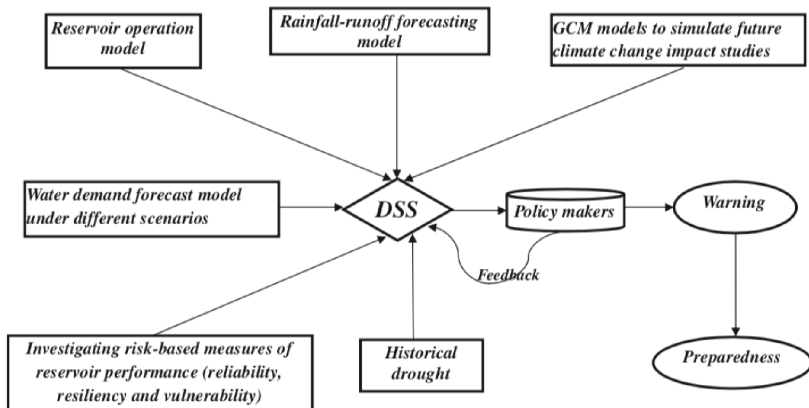 Reservoir operation
model
Rainfall-runoff forecasting
model
GCM models to simulate future
climate change impact studies
Water demand forecast model
under different scenarios
DSS
Policy makers
Warning
Feedback
Investigating risk-based measures of
reservoir performance (reliability,
resiliency and vulnerability)
Historical
drought
Preparedness